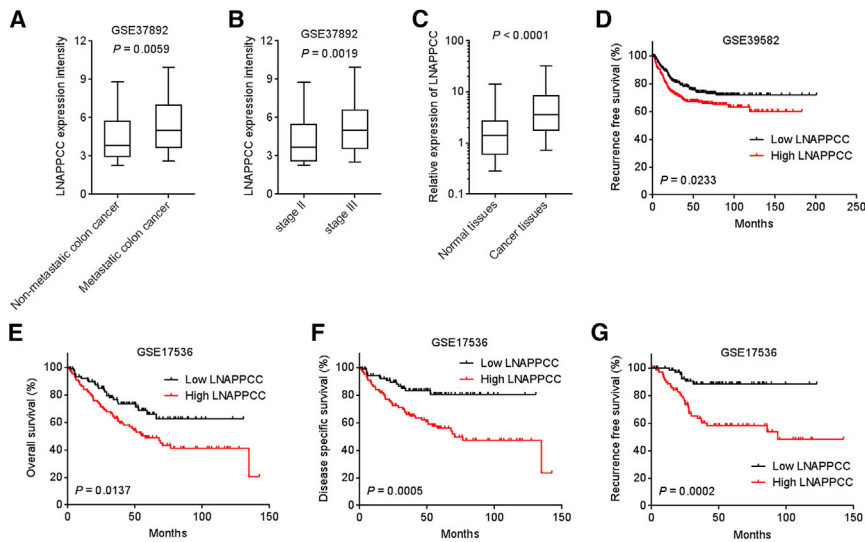 A
GSE37892
P = 0.0059
LNAPPCC expression intensity
12
9
6
3
0
Non-metastatic colon cancer
Metastatic colon cancer
B
GSE37892
P = 0.0019
LNAPPCC expression intensity
12
9
6
3
0
stage II
stage III
C
P < 0.0001
Relative expression of LNAPPCC
100
10
1
0.1
Normal tissues
Cancer tissues
D
GSE39582
Recurrence free survival (%)
100
80
60
40
20
0
Low LNAPPCC
High LNAPPCC
P = 0.0233
0 50 100 150 200 250
Months
E
GSE17536
Overall survival (%)
100
80
60
40
20
0
Low LNAPPCC
High LNAPPCC
P = 0.0137
0 50 100 150
Months
F
GSE17536
Disease specific survival (%)
100
80
60
40
20
0
Low LNAPPCC
High LNAPPCC
P = 0.0005
0 50 100 150
Months
G
GSE17536
Recurrence free survival (%)
100
80
60
40
20
0
Low LNAPPCC
High LNAPPCC
P = 0.0002
0 50 100 150
Months